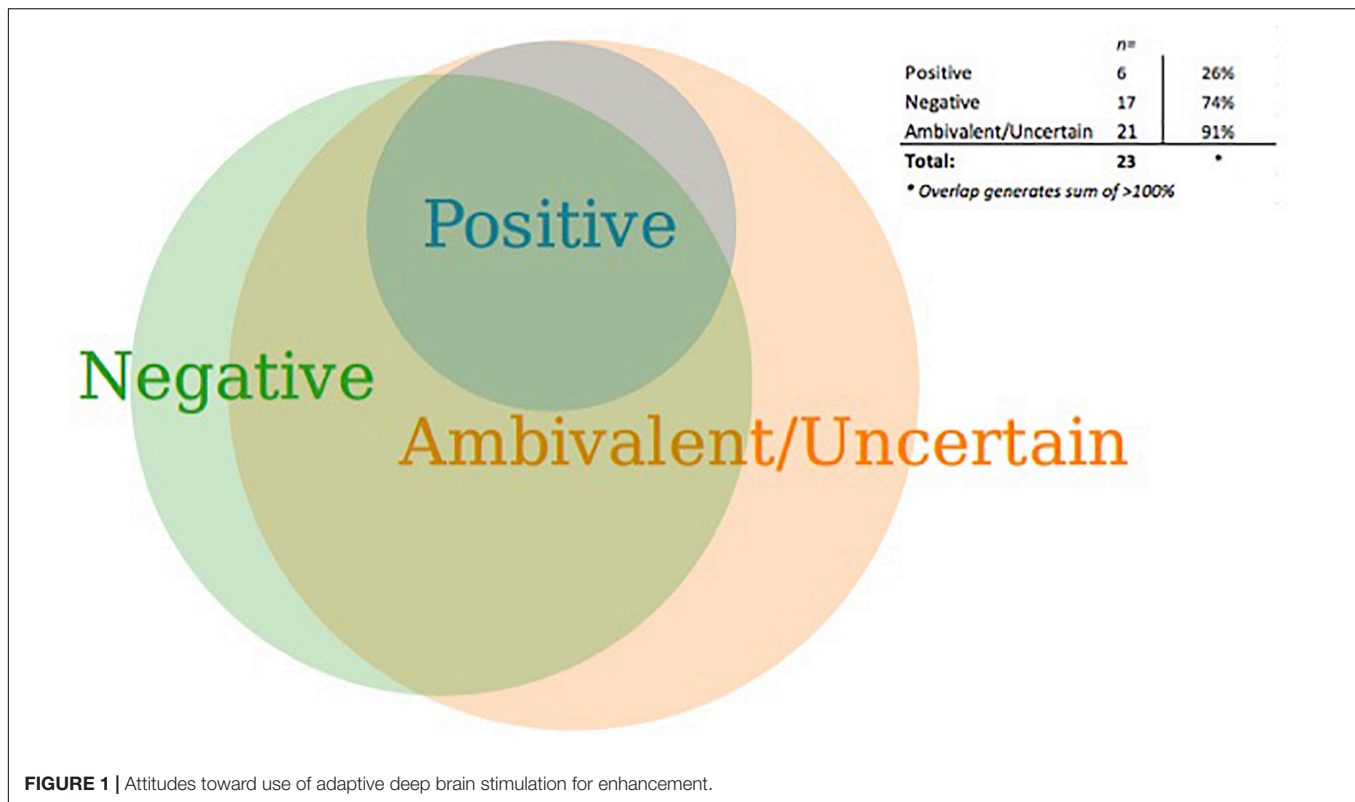 n=
Positive 6 26%
Negative 17 74%
Ambivalent/Uncertain 21 91%
Total: 23 *
* Overlap generates sum of >100%
Positive
Negative
Ambivalent/Uncertain
FIGURE 1 | Attitudes toward use of adaptive deep brain stimulation for enhancement.